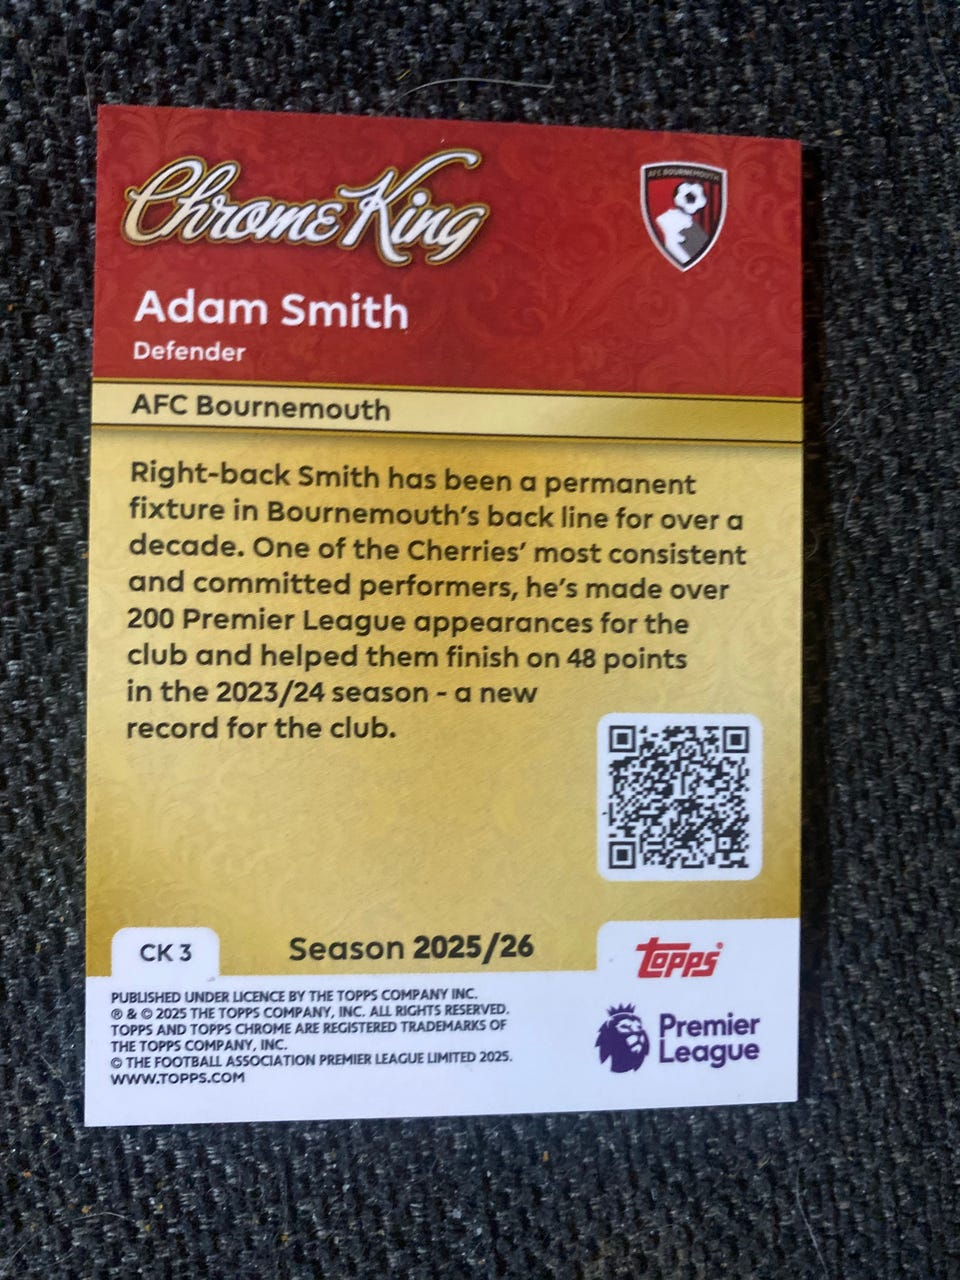 Chrome King
AFC BOURNEMOUTH
Adam Smith
Defender
AFC Bournemouth
Right-back Smith has been a permanent
fixture in Bournemouth's back line for over a
decade. One of the Cherries' most consistent
and committed performers, he's made over
200 Premier League appearances for the
club and helped them finish on 48 points
in the 2023/24 season - a new
record for the club.
CK 3
Season 2025/26
topps®
PUBLISHED UNDER LICENCE BY THE TOPPS COMPANY INC.
® & © 2025 THE TOPPS COMPANY, INC. ALL RIGHTS RESERVED.
TOPPS AND TOPPS CHROME ARE REGISTERED TRADEMARKS OF
THE TOPPS COMPANY, INC.
© THE FOOTBALL ASSOCIATION PREMIER LEAGUE LIMITED 2025.
WWW.TOPPS.COM
Premier
League